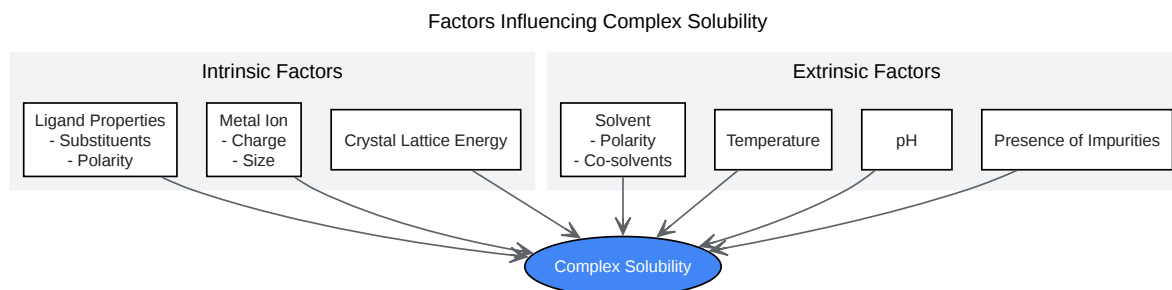 Factors Influencing Complex Solubility
Intrinsic Factors
Ligand Properties
- Substituents
- Polarity
Metal Ion
- Charge
- Size
Crystal Lattice Energy
Extrinsic Factors
Solvent
- Polarity
- Co-solvents
Temperature
pH
Presence of Impurities
Complex Solubility